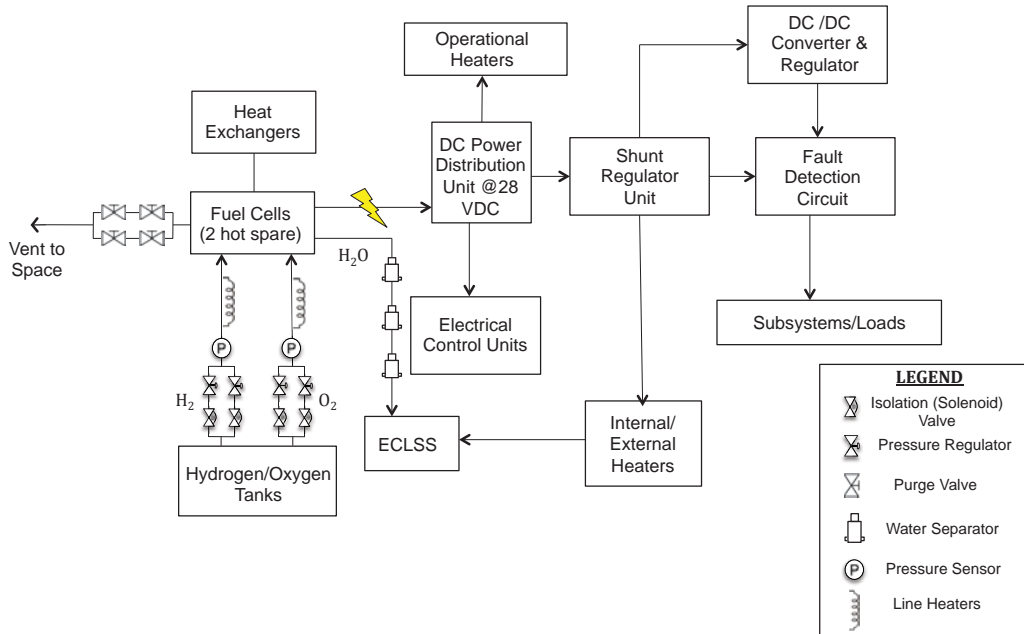 Operational
Heaters
DC /DC
Converter &
Regulator
Heat
Exchangers
DC Power
Distribution
Unit @28
VDC
Shunt
Regulator
Unit
Fault
Detection
Circuit
Fuel Cells
(2 hot spare)
Vent to
Space
H₂O
Electrical
Control Units
Subsystems/Loads
P
P
H₂
O₂
ECLSS
Internal/
External
Heaters
Hydrogen/Oxygen
Tanks
LEGEND
Isolation (Solenoid)
Valve
Pressure Regulator
Purge Valve
Water Separator
P
Pressure Sensor
Line Heaters